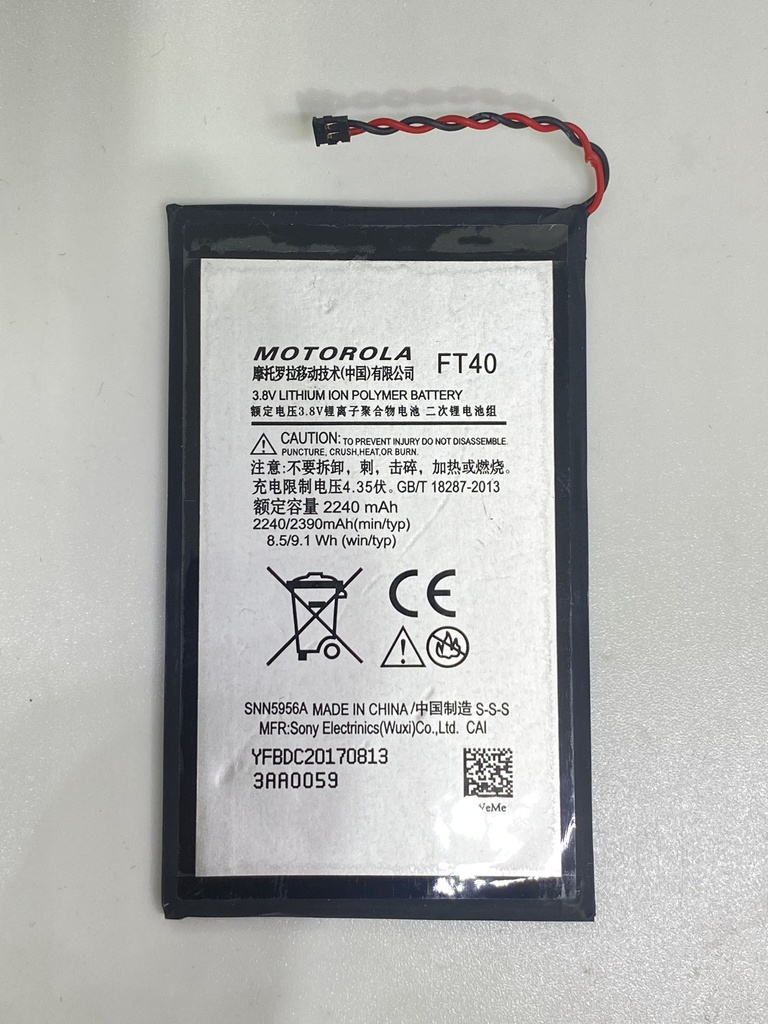 MOTOROLA FT40
摩托罗拉移动技术(中国)有限公司
3.8V LITHIUM ION POLYMER BATTERY
额定电压3.8V锂离子聚合物电池 二次锂电池组
CAUTION: TO PREVENT INJURY DO NOT DISASSEMBLE.
PUNCTURE, CRUSH,HEAT,OR BURN.
注意:不要拆卸，刺，击碎，加热或燃烧。
充电限制电压4.35伏。GB/T 18287-2013
额定容量 2240 mAh
2240/2390mAh(min/typ)
8.5/9.1 Wh (win/typ)
CE
SNN5956A MADE IN CHINA /中国制造 S-S-S
MFR:Sony Electrinics(Wuxi)Co.,Ltd. CAI
YFBDC20170813
3AA0059
YeMe